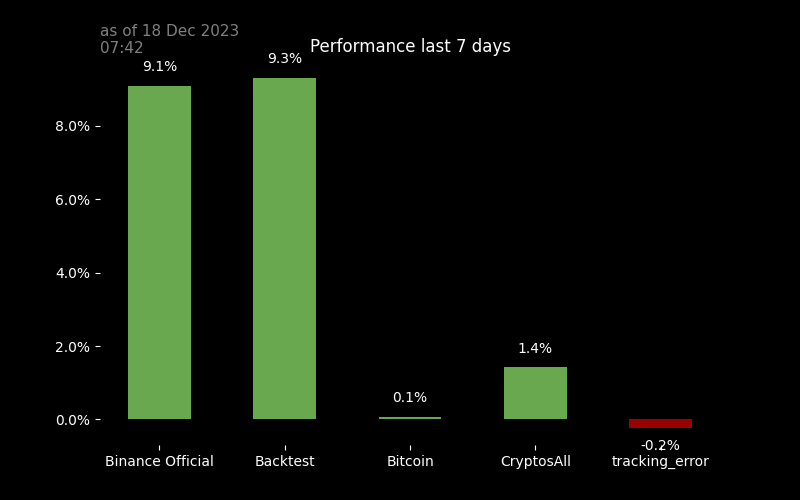 as of 18 Dec 2023
07:42
Performance last 7 days
9.1%
9.3%
0.1%
1.4%
-0.2%
8.0%
6.0%
4.0%
2.0%
0.0%
Binance Official
Backtest
Bitcoin
CryptosAll
tracking_error